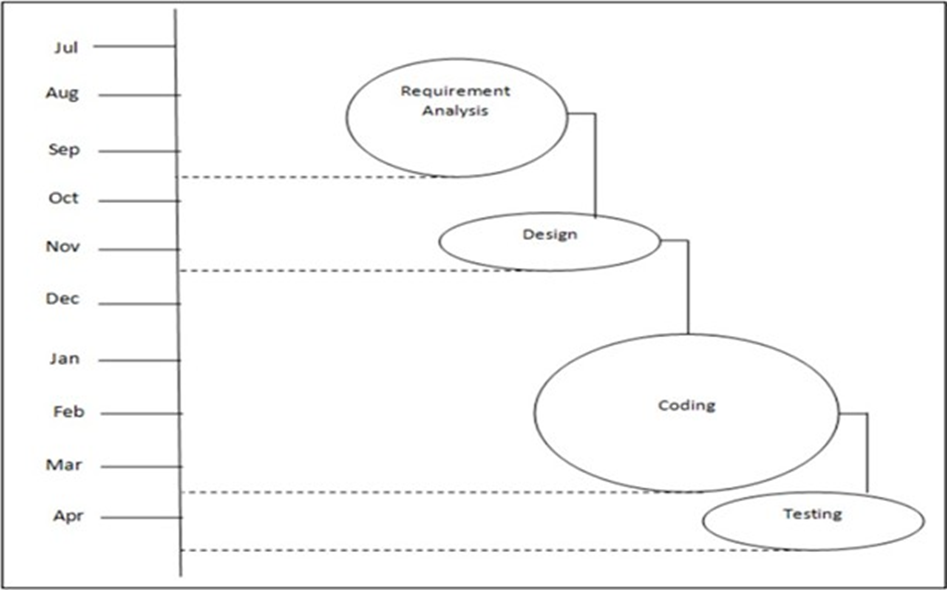 Jul
Aug
Sep
Oct
Nov
Dec
Jan
Feb
Mar
Apr
Requirement
Analysis
Design
Coding
Testing